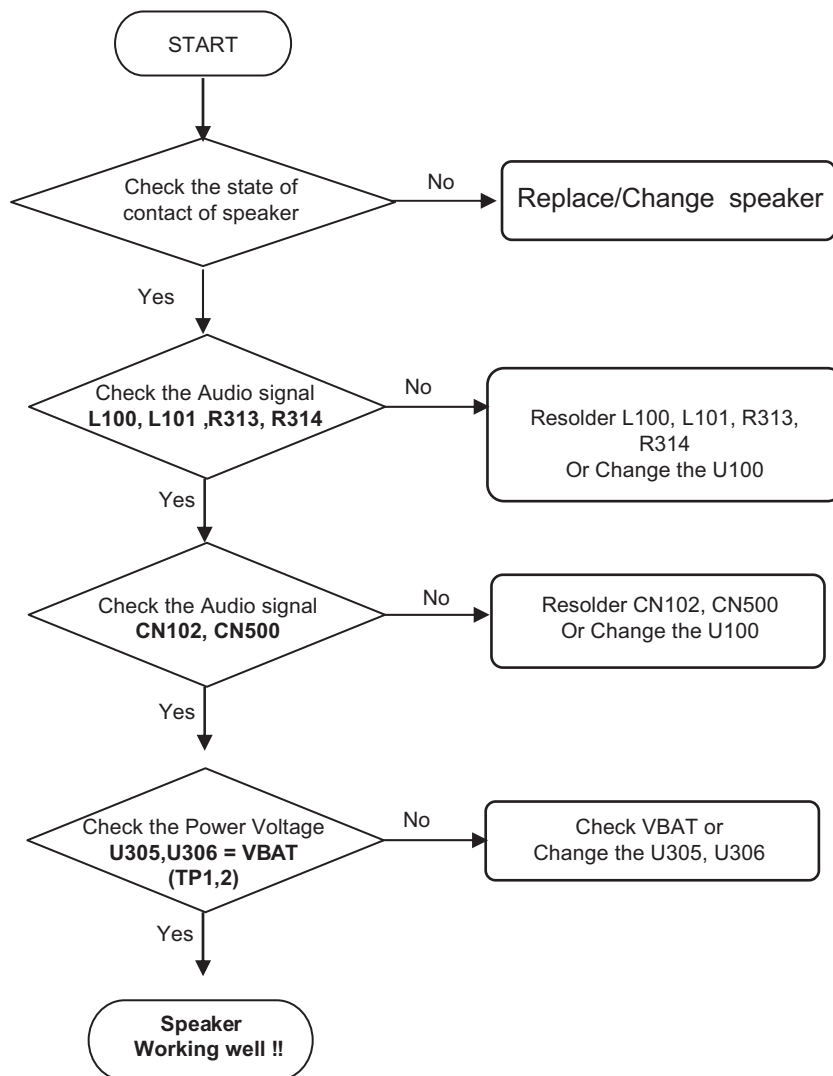 START
Check the state of
contact of speaker
No
Replace/Change speaker
Yes
Check the Audio signal
L100, L101 ,R313, R314
No
Resolder L100, L101, R313,
R314
Or Change the U100
Yes
Check the Audio signal
CN102, CN500
No
Resolder CN102, CN500
Or Change the U100
Yes
Check the Power Voltage
U305,U306 = VBAT
(TP1,2)
No
Check VBAT or
Change the U305, U306
Yes
Speaker
Working well !!